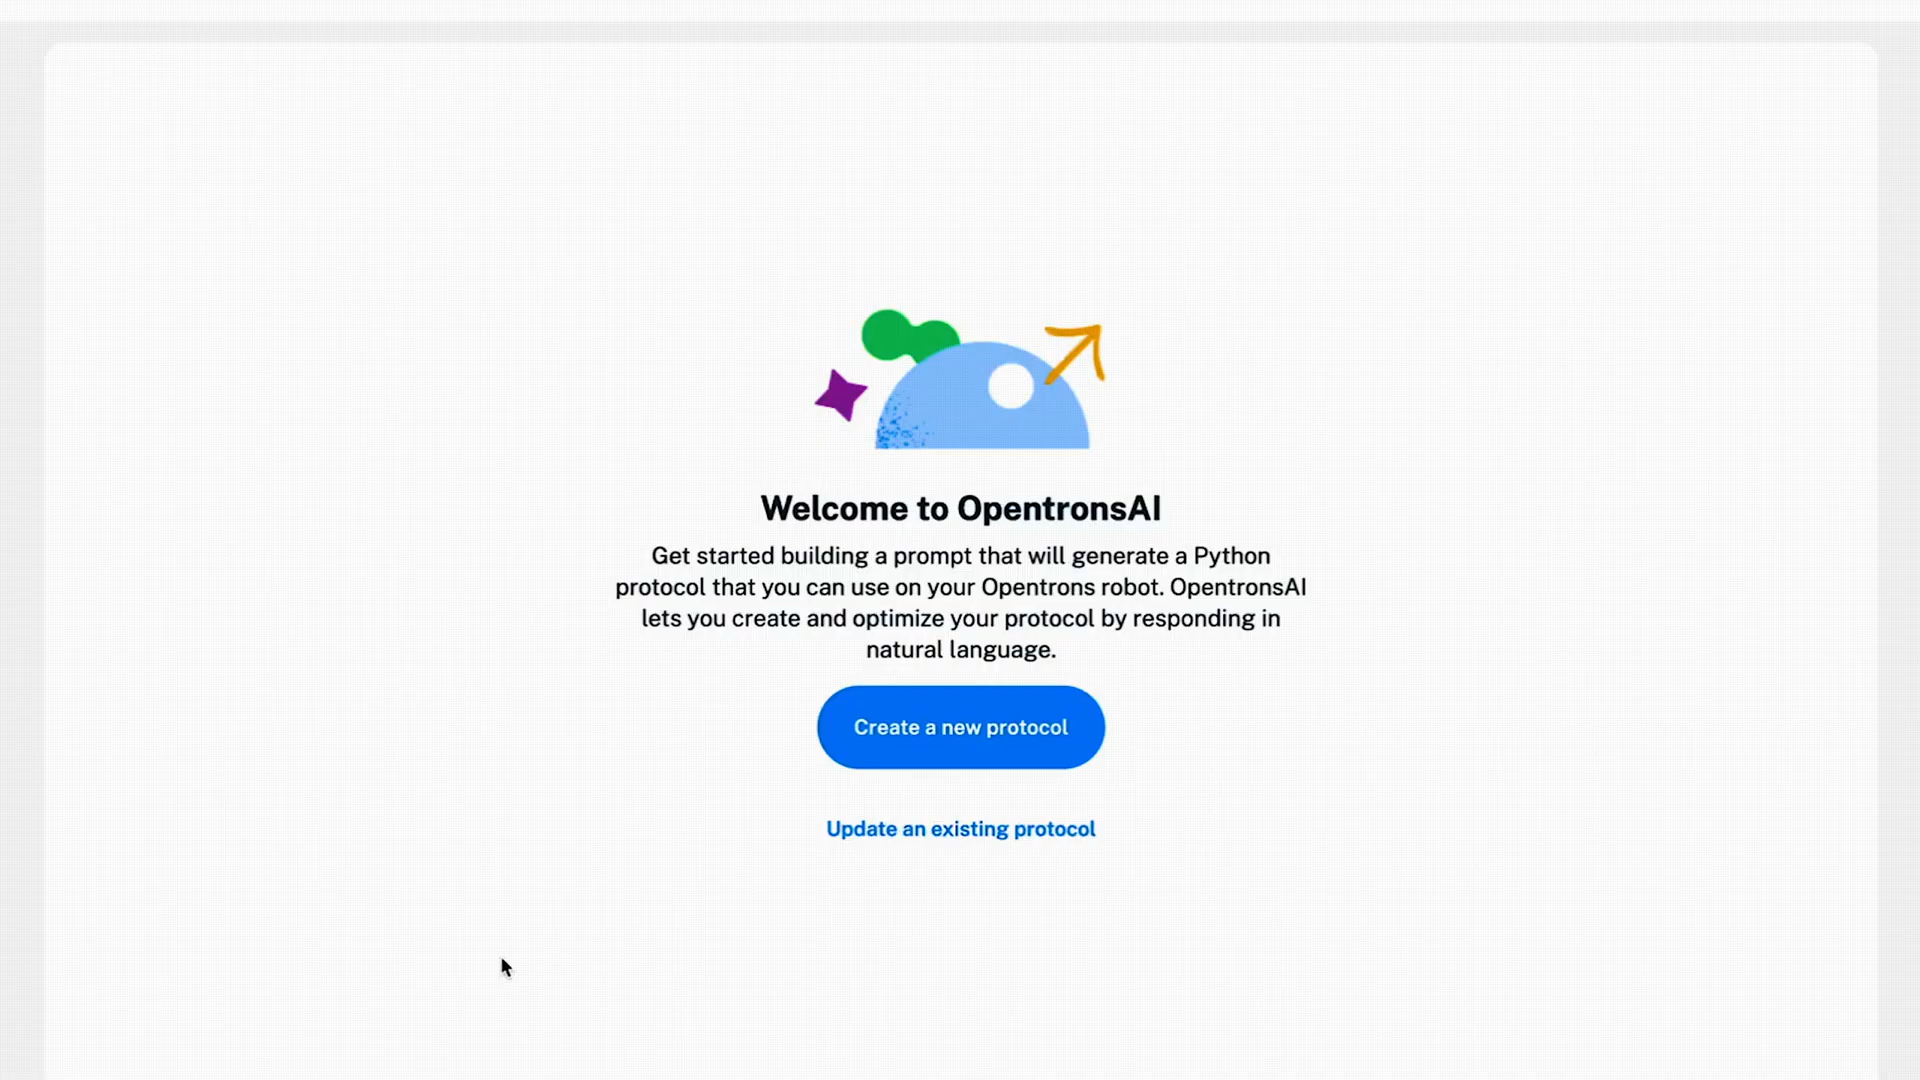 Welcome to OpentronsAI
Get started building a prompt that will generate a Python
protocol that you can use on your Opentrons robot. OpentronsAI
lets you create and optimize your protocol by responding in
natural language.
Create a new protocol
Update an existing protocol